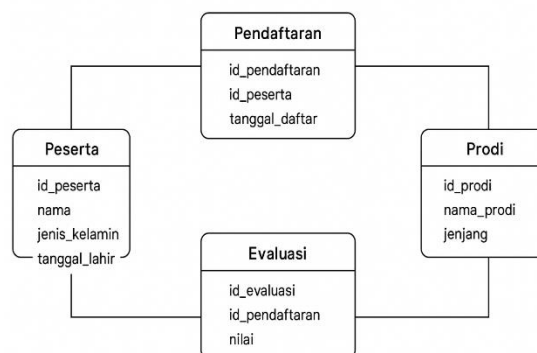 Pendaftaran
id_pendaftaran
id_peserta
tanggal_daftar
Peserta
id_peserta
nama
jenis_kelamin
tanggal_lahir
Prodi
id_prodi
nama_prodi
jenjang
Evaluasi
id_evaluasi
id_pendaftaran
nilai